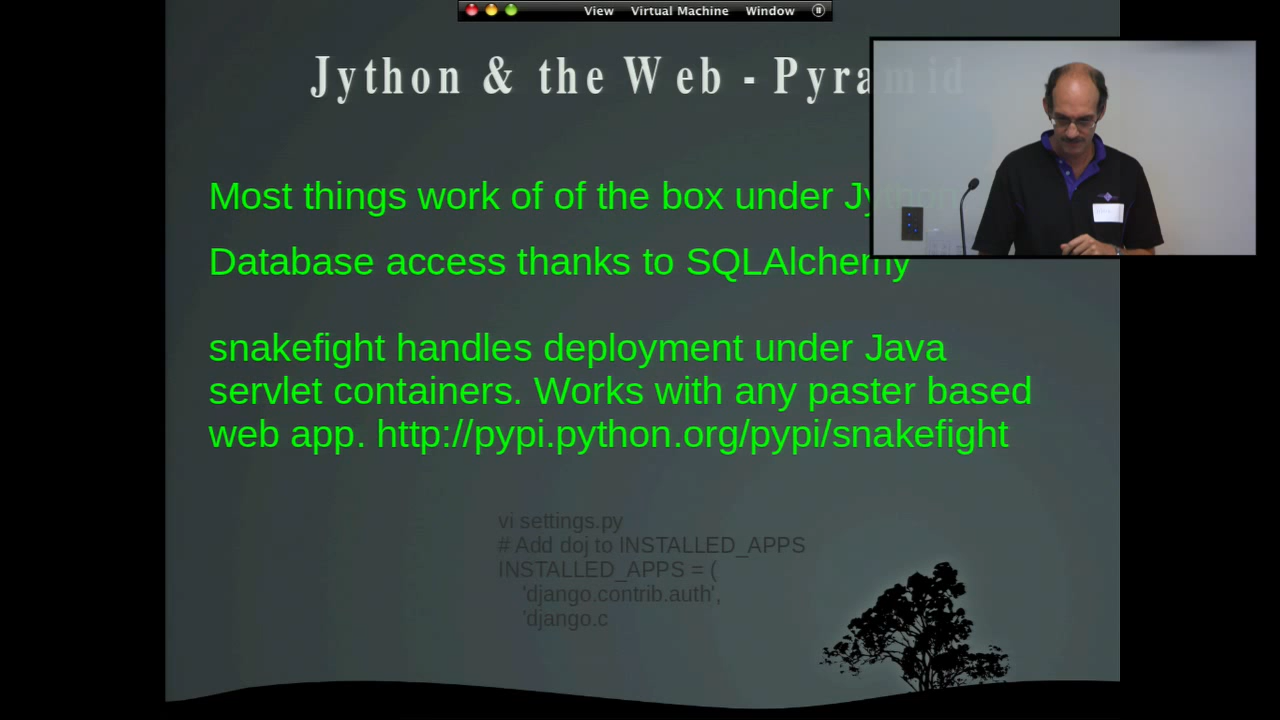 View Virtual Machine Window
Jython & the Web - Pyramid
Most things work of of the box under Jython
Database access thanks to SQLAlchemy
snakefight handles deployment under Java
servlet containers. Works with any paster based
web app. http://pypi.python.org/pypi/snakefight
vi settings.py
# Add doj to INSTALLED_APPS
INSTALLED_APPS = (
'django.contrib.auth',
'django.c